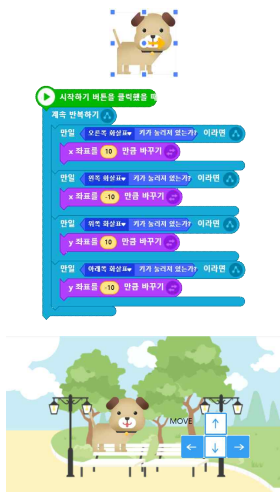 시작하기 버튼을 클릭했을 때
계속 반복하기
만일 오른쪽 화살표▼ 키가 눌러져 있는가? 이라면
x 좌표를 10 만큼 바꾸기
만일 왼쪽 화살표▼ 키가 눌러져 있는가? 이라면
x 좌표를 -10 만큼 바꾸기
만일 위쪽 화살표▼ 키가 눌러져 있는가? 이라면
y 좌표를 10 만큼 바꾸기
만일 아래쪽 화살표▼ 키가 눌러져 있는가? 이라면
y 좌표를 -10 만큼 바꾸기
MOVE ↑
← ↓ →